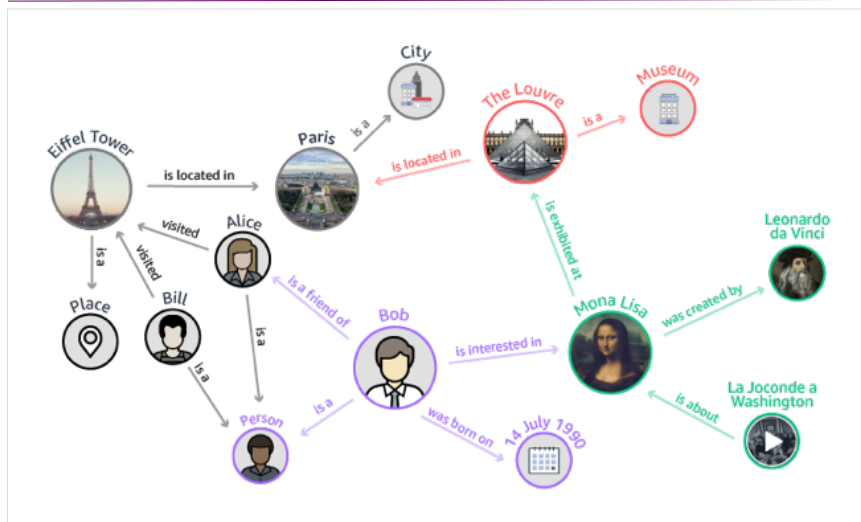 City
The Louvre
Museum
is a
is a
Eiffel Tower
Paris
is located in
is located in
Leonardo
da Vinci
Alice
visited
is exhibited at
is a
visited
is a friend of
was created by
Place
Bill
Bob
Mona Lisa
is interested in
is a
is a
La Joconde a
Washington
is about
is a
Person
was born on
14 July 1990